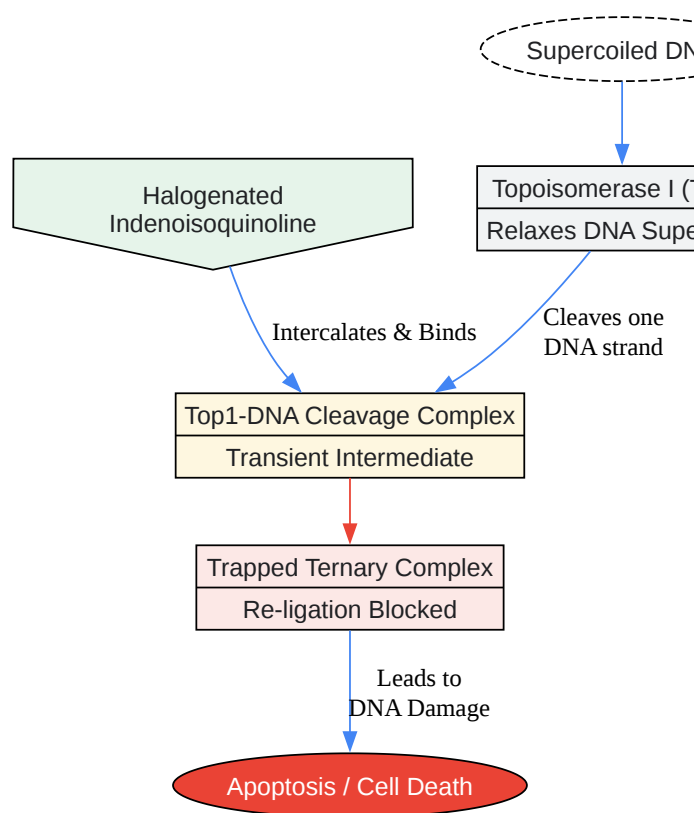 Supercoiled DN
Topoisomerase I (T
Relaxes DNA Supe
Halogenated
Indenoisoquinoline
Intercalates & Binds
Cleaves one
DNA strand
Top1-DNA Cleavage Complex
Transient Intermediate
Trapped Ternary Complex
Re-ligation Blocked
Leads to
DNA Damage
Apoptosis / Cell Death